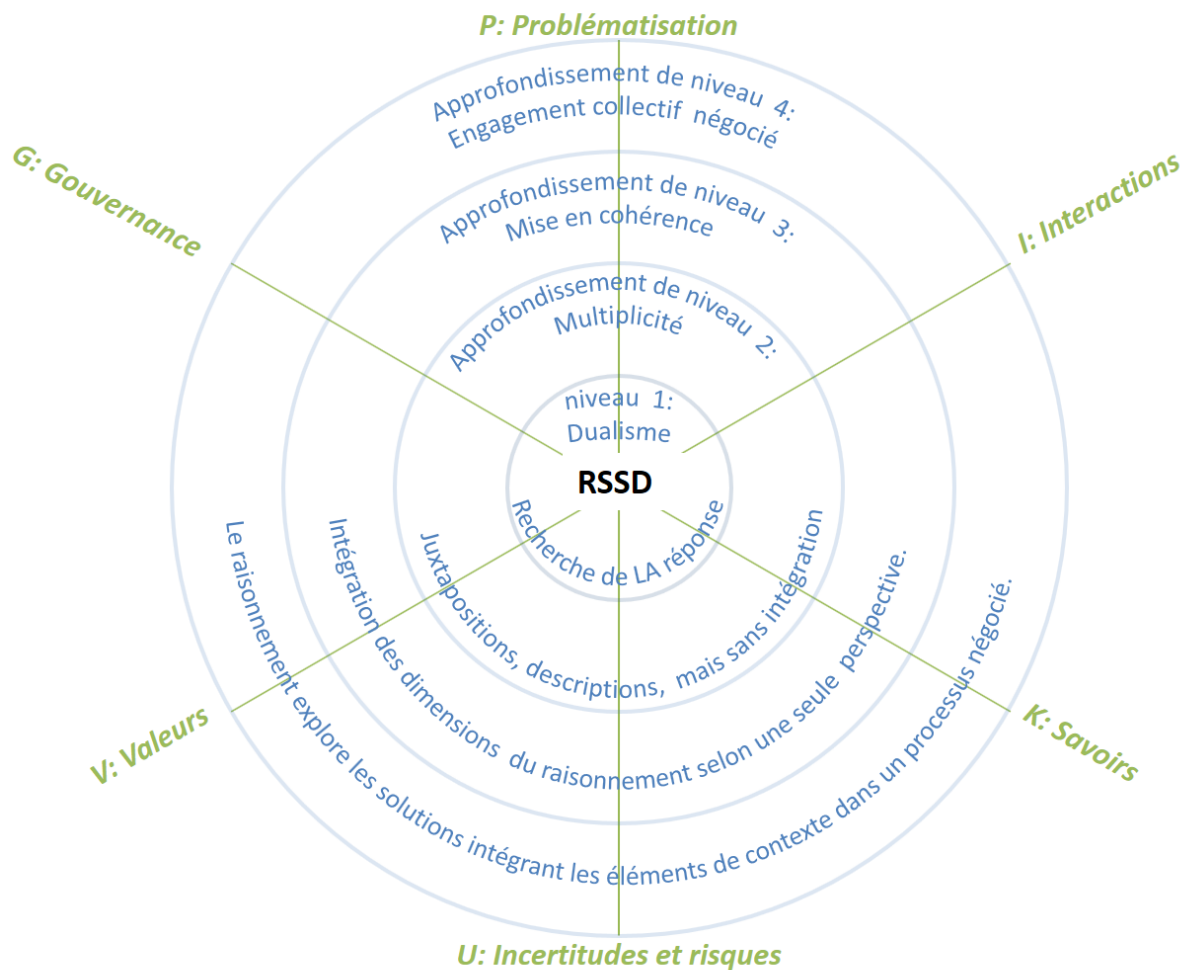 P: Problématisation
Approfondissement de niveau 4:
Engagement collectif négocié
G: Gouvernance
I: Interactions
Approfondissement de niveau 3:
Mise en cohérence
Approfondissement de niveau 2:
Multiplicité
niveau 1:
Dualisme
RSSD
Recherche de LA réponse
Juxtapositions, descriptions, mais sans intégration
Intégration des dimensions du raisonnement selon une seule perspective.
Le raisonnement explore les solutions intégrant les éléments de contexte dans un processus négocié.
V: Valeurs
K: Savoirs
U: Incertitudes et risques